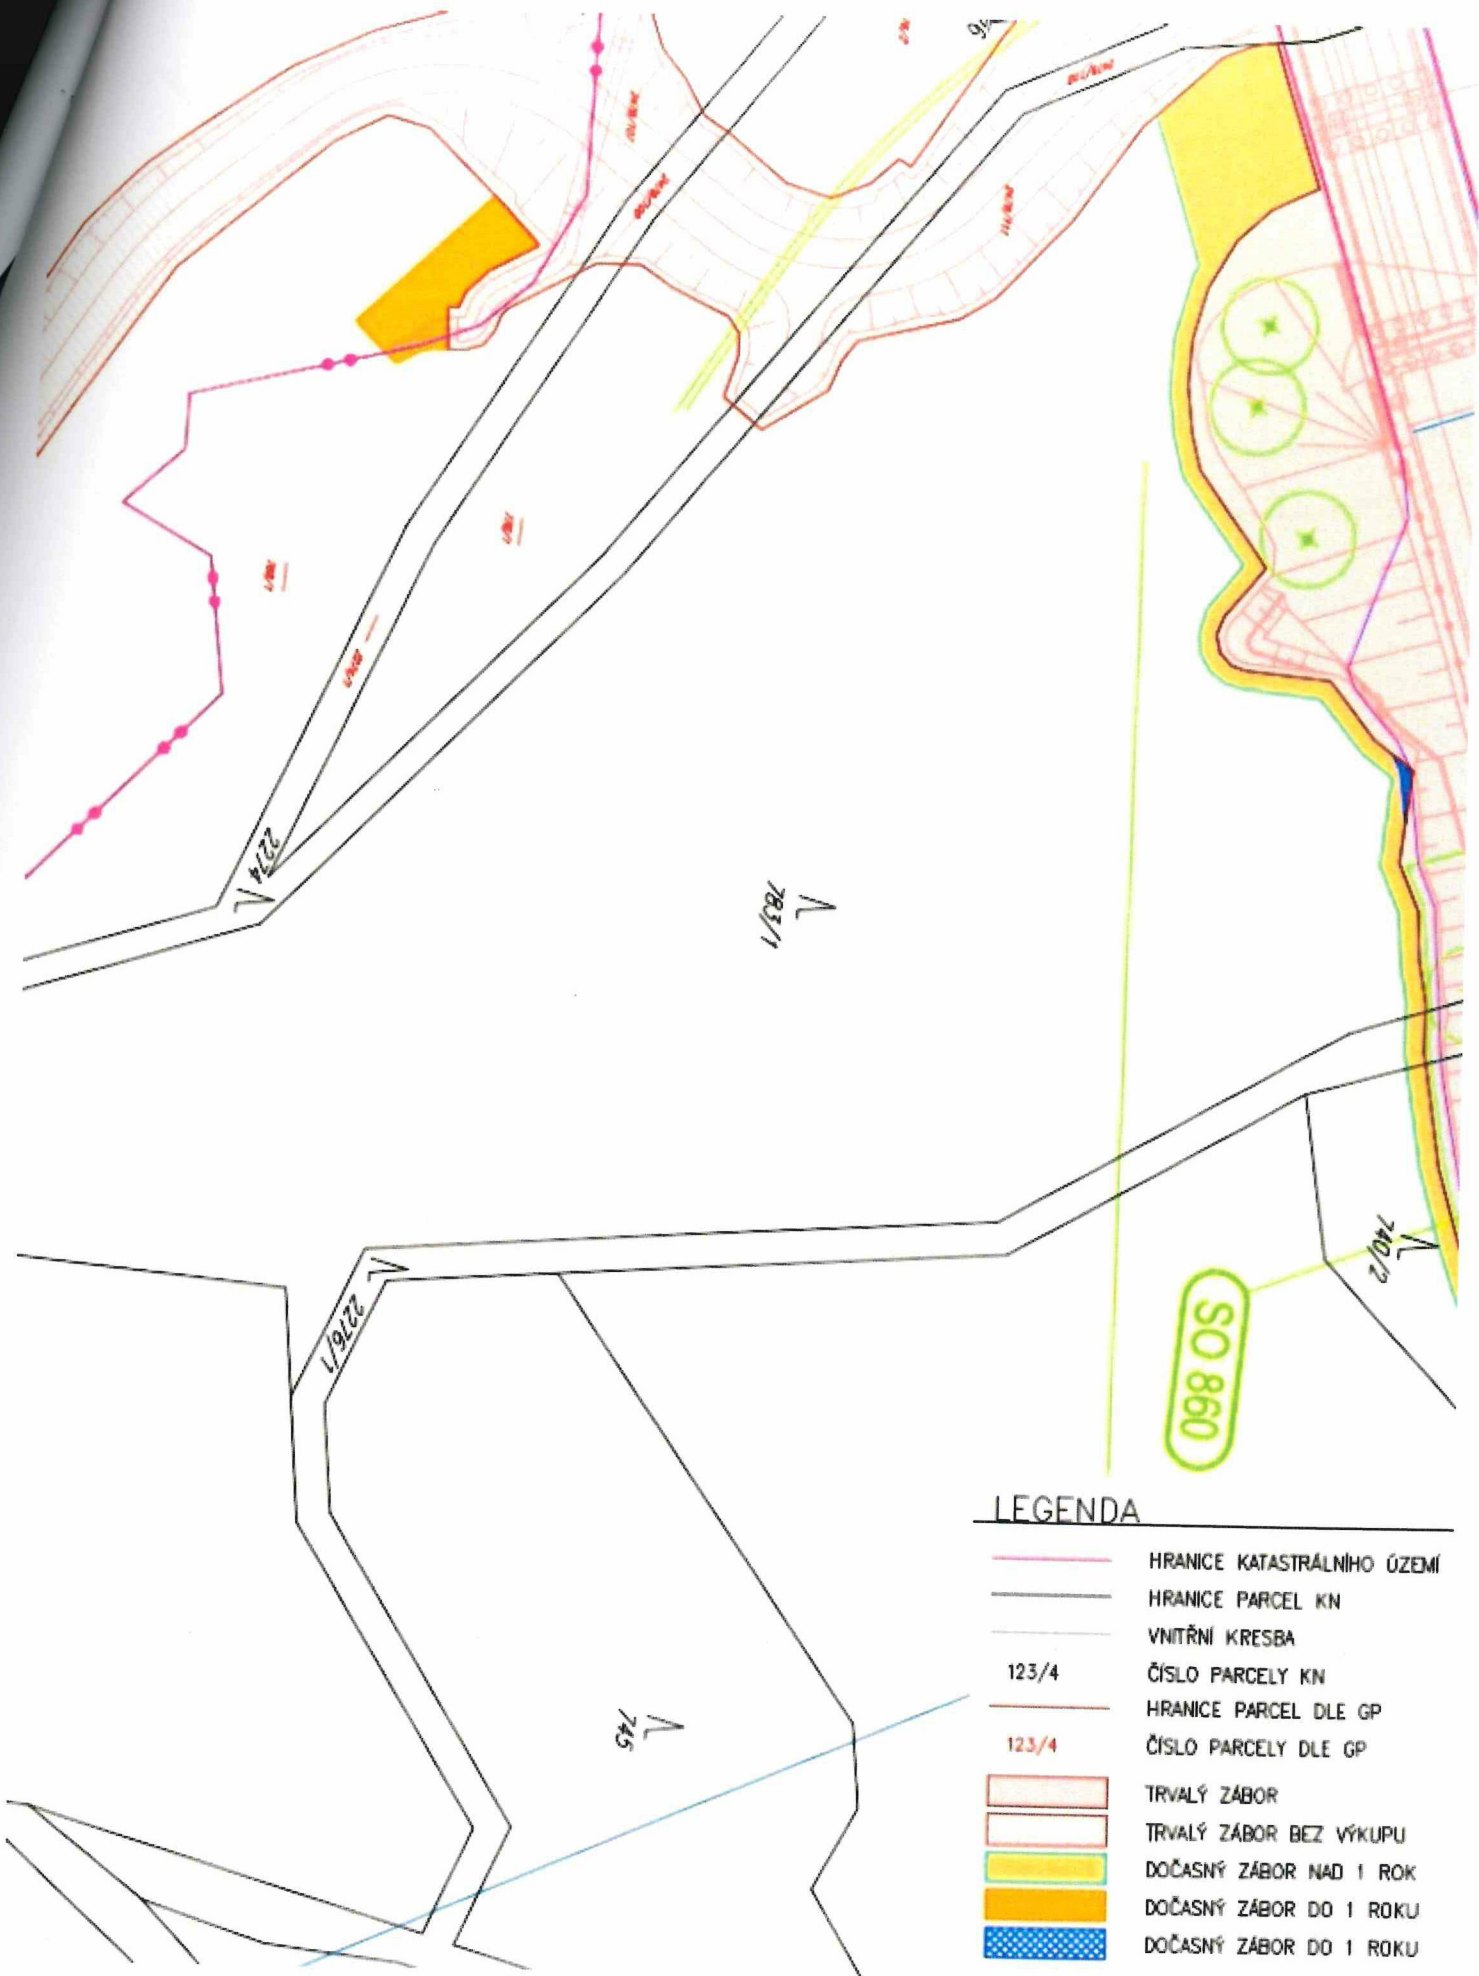 2274
783/1
740/2
2276/1
SO 860
745
LEGENDA
HRANICE KATASTRÁLNÍHO ÚZEMÍ
HRANICE PARCEL KN
VNITŘNÍ KRESBA
123/4 ČÍSLO PARCELY KN
HRANICE PARCEL DLE GP
123/4 ČÍSLO PARCELY DLE GP
TRVALÝ ZÁBOR
TRVALÝ ZÁBOR BEZ VÝKUPU
DOČASNÝ ZÁBOR NAD 1 ROK
DOČASNÝ ZÁBOR DO 1 ROKU
DOČASNÝ ZÁBOR DO 1 ROKU